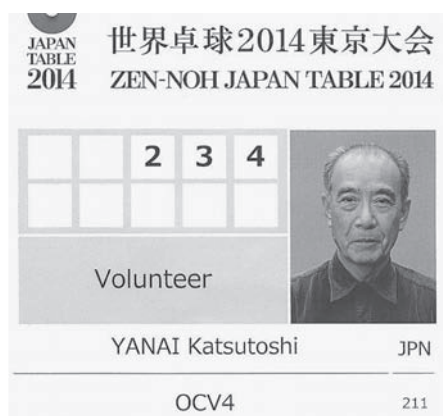 JAPAN
TABLE
2014
世界卓球2014東京大会
ZEN-NOH JAPAN TABLE 2014
2 3 4
Volunteer
YANAI Katsutoshi JPN
OCV4 211